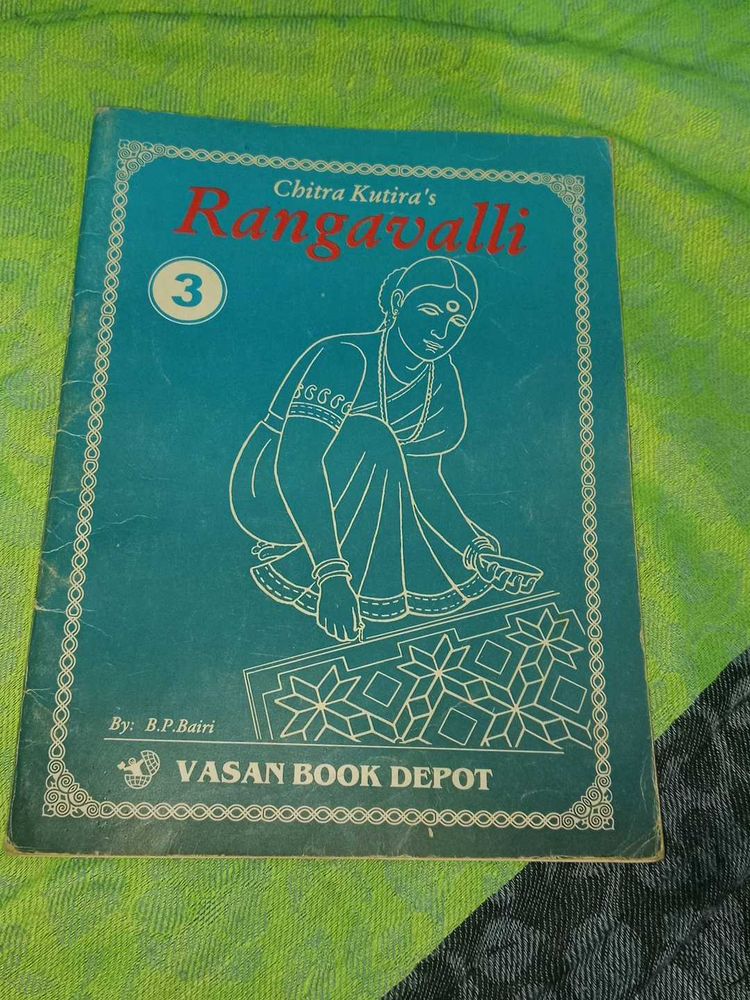 Chitra Kutira's
Rangavalli
3
By: B.P.Bairi
VASAN BOOK DEPOT